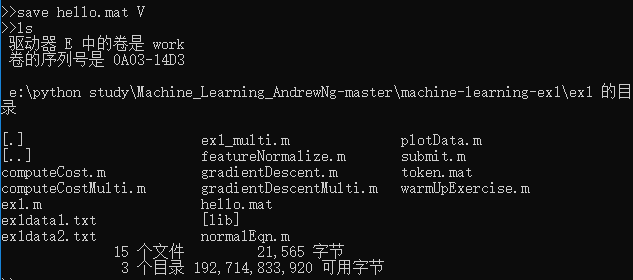 >>save hello.mat V
>>ls
驱动器 E 中的卷是 work
卷的序列号是 0A03-14D3
e:\python study\Machine_Learning_AndrewNg-master\machine-learning-ex1\ex1 的目
录
[.] ex1_multi.m plotData.m
[..] featureNormalize.m submit.m
computeCost.m gradientDescent.m token.mat
computeCostMulti.m gradientDescentMulti.m warmUpExercise.m
ex1.m hello.mat
ex1data1.txt [lib]
ex1data2.txt normalEqn.m
15 个文件 21,565 字节
3 个目录 192,714,833,920 可用字节
>>